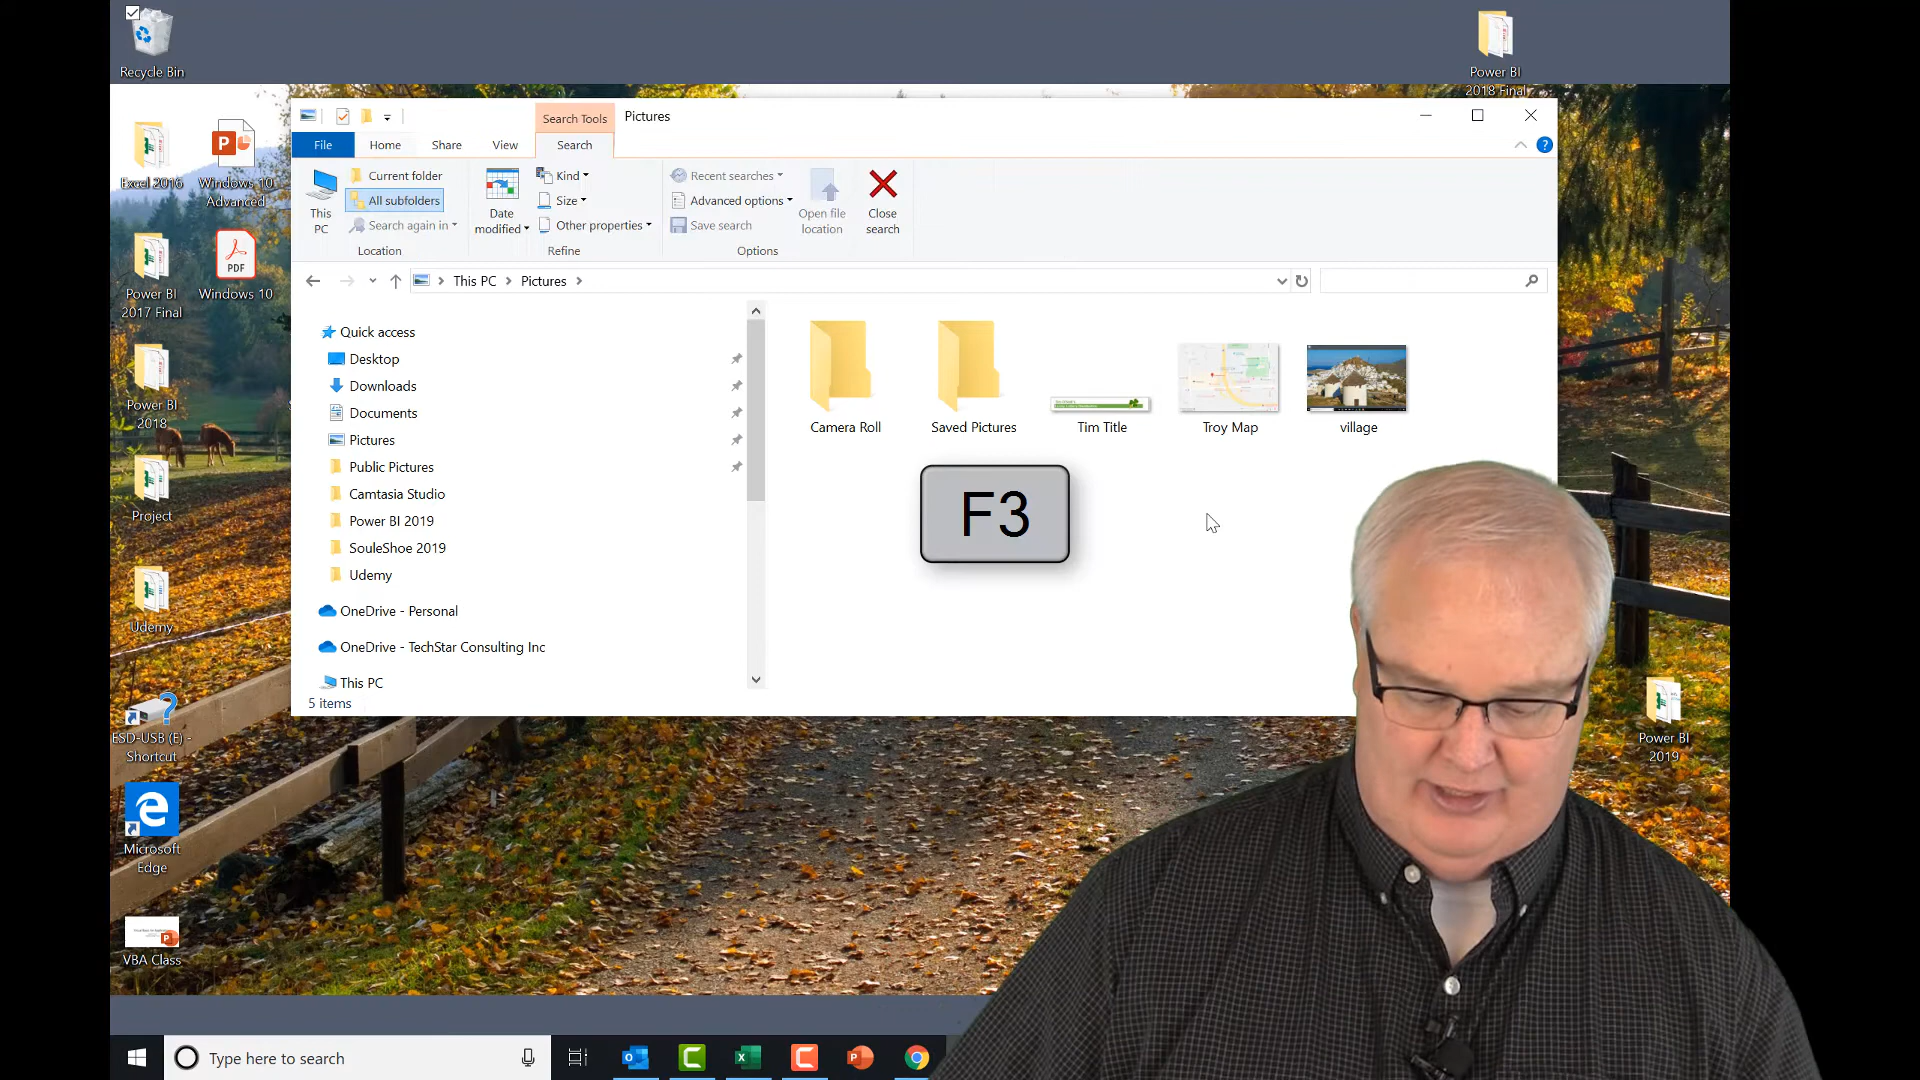 Recycle Bin
Power BI
2018 Final
Excel 2016
Windows 10
Advanced
Power BI
2017 Final
PDF
Windows 10
Power BI
2018
Project
Udemy
ESD-USB (E) -
Shortcut
Microsoft
Edge
VBA Class
Power BI
2019
Search Tools
Pictures
File
Home
Share
View
Search
This
PC
Current folder
All subfolders
Search again in
Location
Date
modified
Kind
Size
Other properties
Refine
Recent searches
Advanced options
Save search
Options
Open file
location
Close
search
This PC
Pictures
Quick access
Desktop
Downloads
Documents
Pictures
Public Pictures
Camtasia Studio
Power BI 2019
SouleShoe 2019
Udemy
OneDrive - Personal
OneDrive - TechStar Consulting Inc
This PC
5 items
Camera Roll
Saved Pictures
Tim Title
Troy Map
village
F3
Type here to search